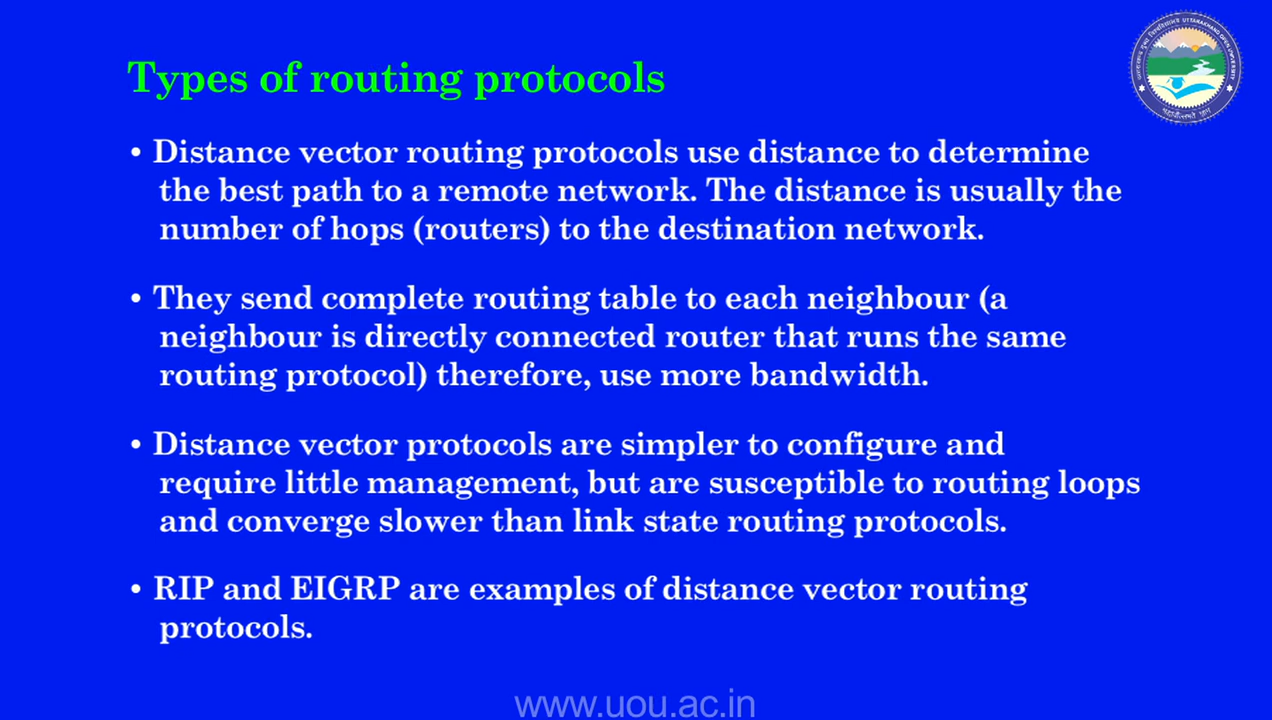 Types of routing protocols
• Distance vector routing protocols use distance to determine
the best path to a remote network. The distance is usually the
number of hops (routers) to the destination network.
• They send complete routing table to each neighbour (a
neighbour is directly connected router that runs the same
routing protocol) therefore, use more bandwidth.
• Distance vector protocols are simpler to configure and
require little management, but are susceptible to routing loops
and converge slower than link state routing protocols.
• RIP and EIGRP are examples of distance vector routing
protocols.
www.uou.ac.in